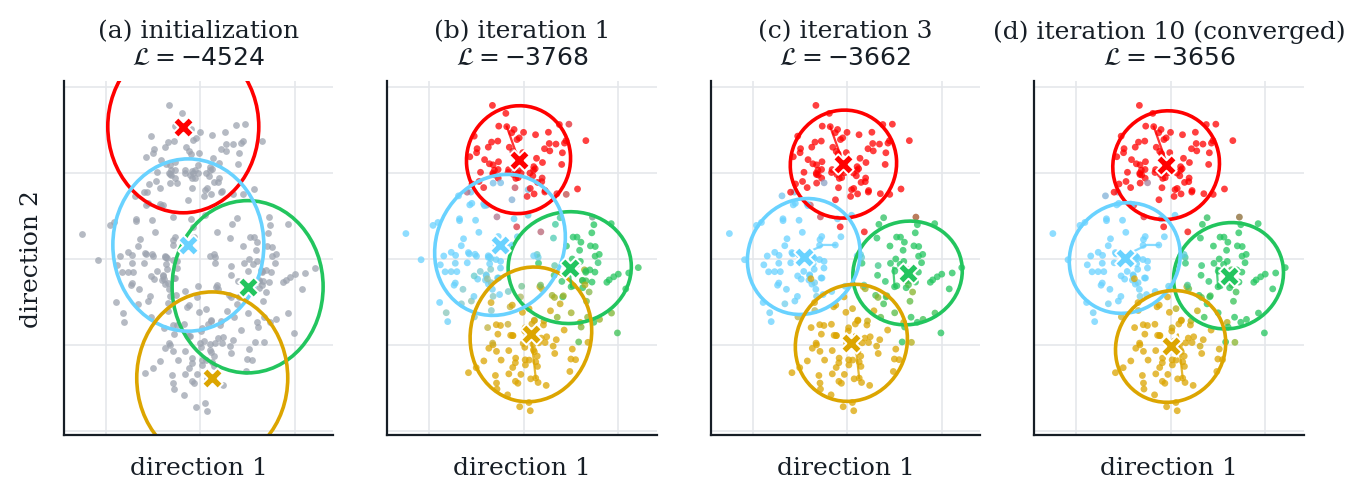 (a) initialization
ℒ = −4524
(b) iteration 1
ℒ = −3768
(c) iteration 3
ℒ = −3662
(d) iteration 10 (converged)
ℒ = −3656
direction 2
direction 1
direction 1
direction 1
direction 1